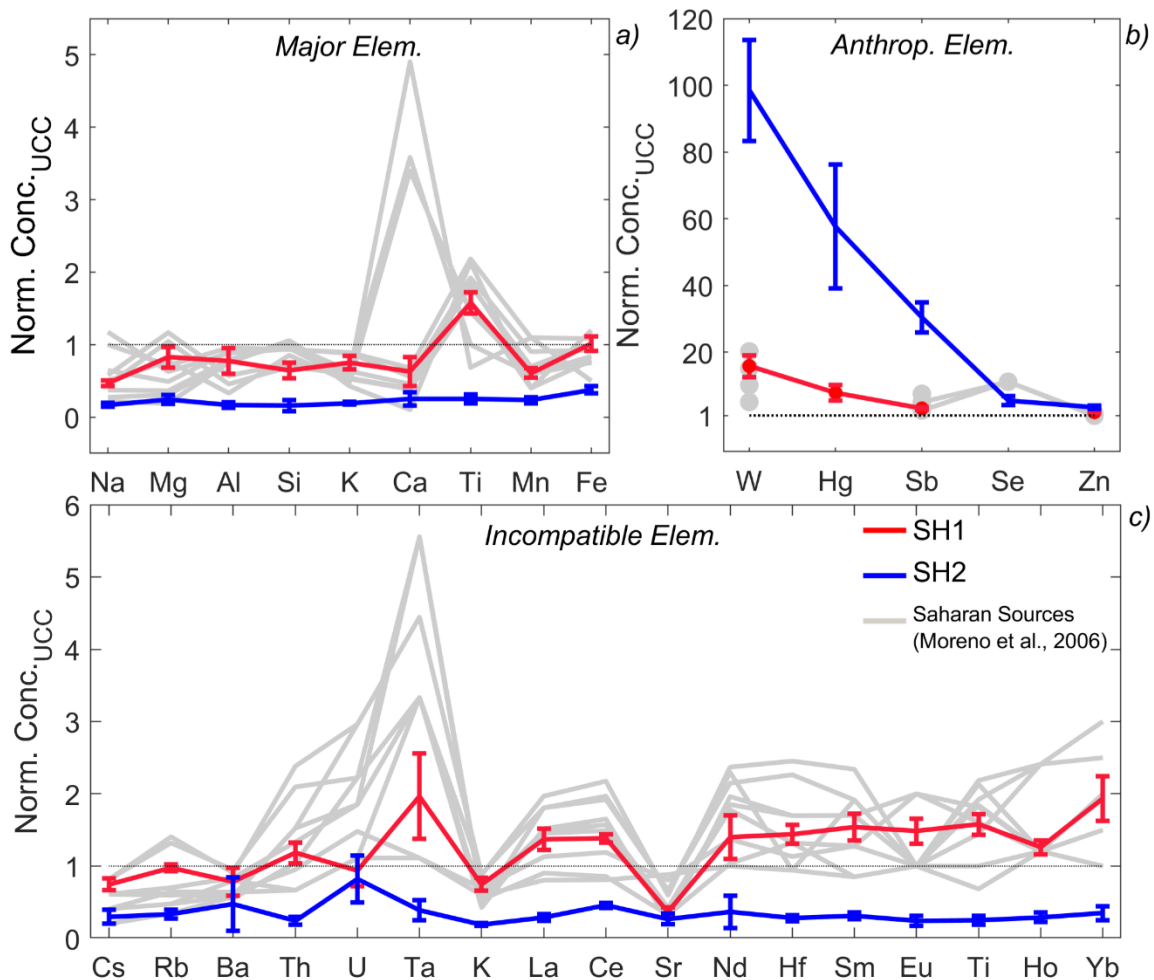 Major Elem.
a)
5
4
3
2
1
0
Norm. Conc.UCC
Na Mg Al Si K Ca Ti Mn Fe
Anthrop. Elem.
b)
120
100
80
60
40
20
1
Norm. Conc.UCC
W Hg Sb Se Zn
Incompatible Elem.
c)
6
5
4
3
2
1
0
Norm. Conc.UCC
SH1
SH2
Saharan Sources
(Moreno et al., 2006)
Cs Rb Ba Th U Ta K La Ce Sr Nd Hf Sm Eu Ti Ho Yb